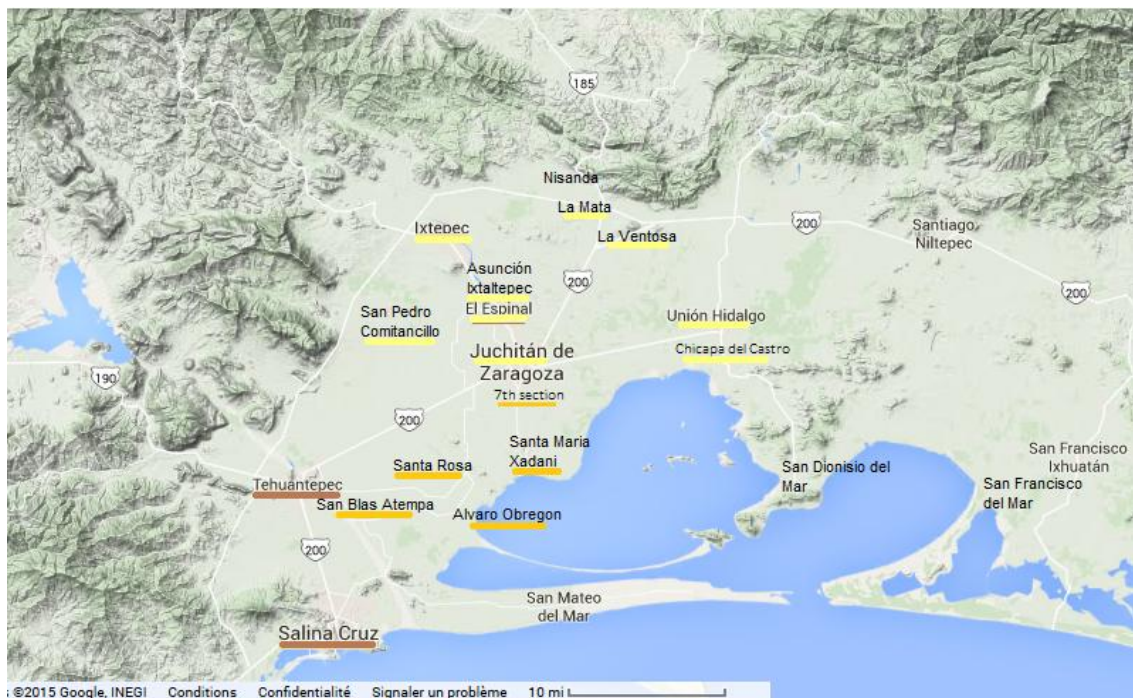 185
Nisanda
La Mata
Ixtepec
La Ventosa
200
Santiago
Niltepec
Asunción
Ixtaltepec
El Espinal
200
200
San Pedro
Comitancillo
Unión Hidalgo
Juchitán de
Zaragoza
Chicapa del Castro
190
7th section
200
Santa Maria
Xadani
San Francisco
Ixhuatán
Santa Rosa
San Dionisio del
Mar
Tehuantepec
San Francisco
del Mar
San Blas Atempa
Alvaro Obregon
200
San Mateo
del Mar
Salina Cruz
s ©2015 Google, INEGI Conditions Confidentialité Signaler un problème 10 mi